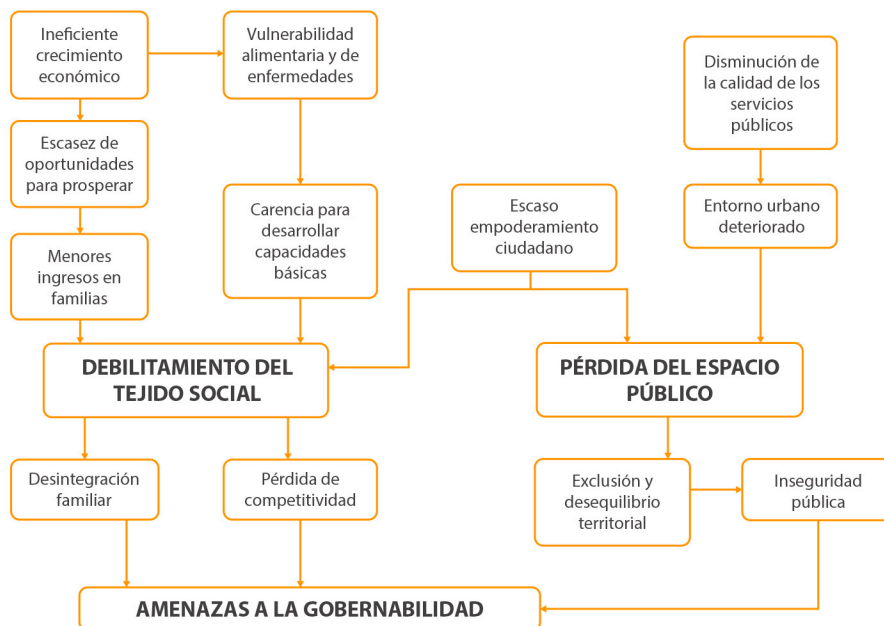 Ineficiente
crecimiento
económico
Vulnerabilidad
alimentaria y de
enfermedades
Disminución de
la calidad de los
servicios
públicos
Escasez de
oportunidades
para prosperar
Carencia para
desarrollar
capacidades
básicas
Escaso
empoderamiento
ciudadano
Entorno urbano
deteriorado
Menores
ingresos en
familias
DEBILITAMIENTO DEL
TEJIDO SOCIAL
PÉRDIDA DEL ESPACIO
PÚBLICO
Desintegración
familiar
Pérdida de
competitividad
Exclusión y
desequilibrio
territorial
Inseguridad
pública
AMENAZAS A LA GOBERNABILIDAD